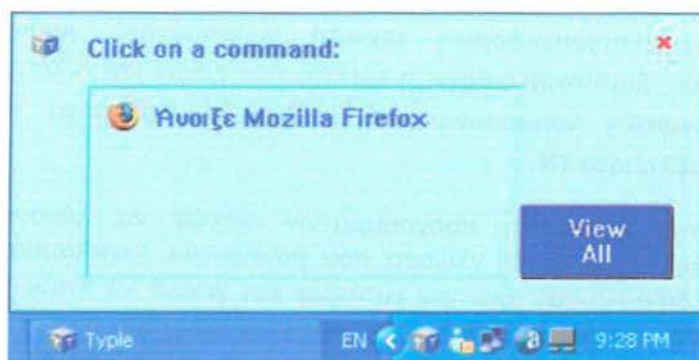 Click on a command:
Άνοιξε Mozilla Firefox
View
All
Typle
EN
9:28 PM